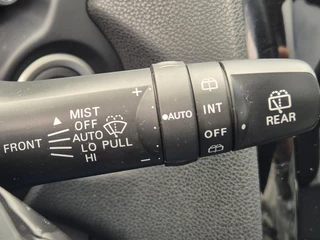 MIST
OFF
FRONT AUTO
LO PULL
HI
+
AUTO
-
INT
OFF
REAR